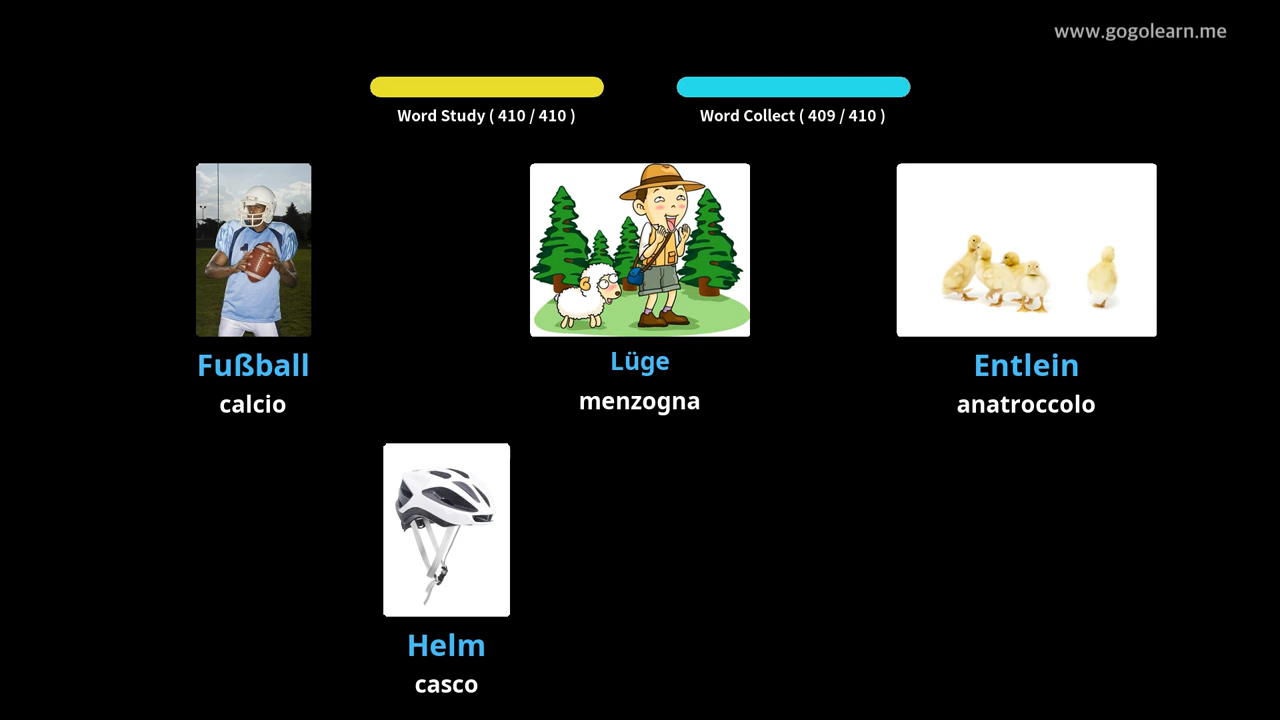 www.gogolearn.me
Word Study ( 410 / 410 )
Word Collect ( 409 / 410 )
Fußball
calcio
Lüge
menzogna
Entlein
anatroccolo
Helm
casco